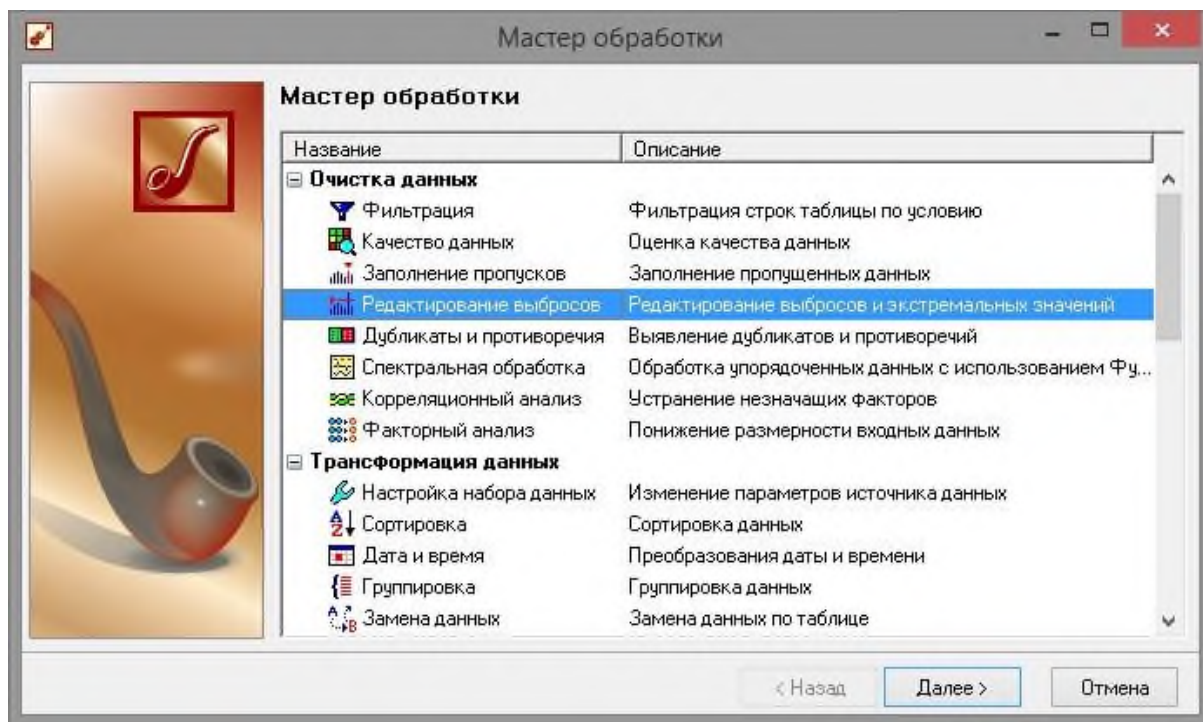 Мастер обработки
Мастер обработки
Название Описание
Очистка данных
Фильтрация Фильтрация строк таблицы по условию
Качество данных Оценка качества данных
Заполнение пропусков Заполнение пропущенных данных
Редактирование выбросов Редактирование выбросов и экстремальных значений
Дубликаты и противоречия Выявление дубликатов и противоречий
Спектральная обработка Обработка упорядоченных данных с использованием Фу...
Корреляционный анализ Устранение незначащих факторов
Факторный анализ Понижение размерности входных данных
Трансформация данных
Настройка набора данных Изменение параметров источника данных
Сортировка Сортировка данных
Дата и время Преобразования даты и времени
Группировка Группировка данных
Замена данных Замена данных по таблице
< Назад Далее > Отмена